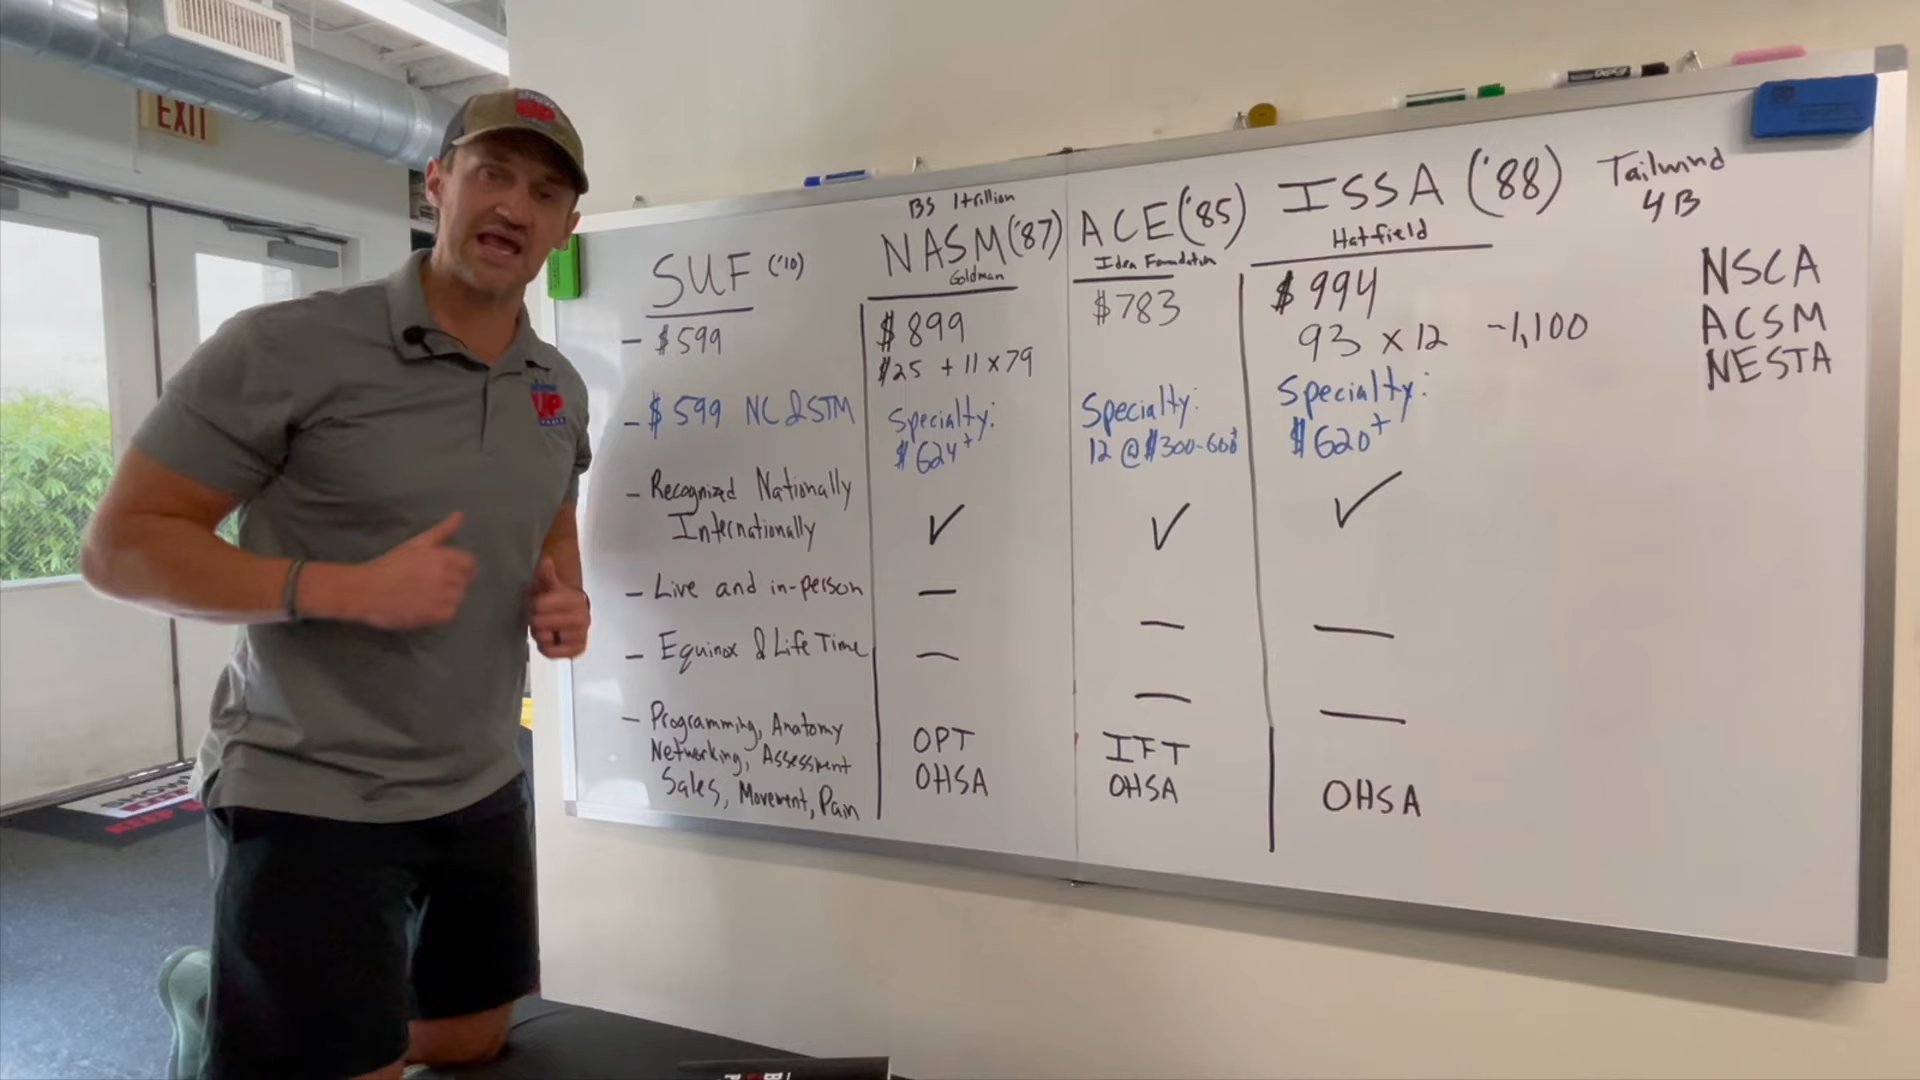 EXIT
UP
UP
SUF ('10)
- $599
- $599 NC & STM
- Recognized Nationally
Internationally
- Live and in-person
- Equinox & Life Time
- Programming, Anatomy
Networking, Assessment
Sales, Movement, Pain
BS 1trillion
NASM ('87)
Goldman
$899
$25 + 11 x 79
Specialty:
$624+
✓
—
—
OPT
OHSA
ACE ('85)
Idea Foundation
$783
Specialty:
12 @ $300-600
✓
—
—
IFT
OHSA
ISSA ('88)
Hatfield
$994
93 x 12 ~1,100
Specialty:
$620+
✓
—
—
OHSA
Tailwind
4B
NSCA
ACSM
NESTA